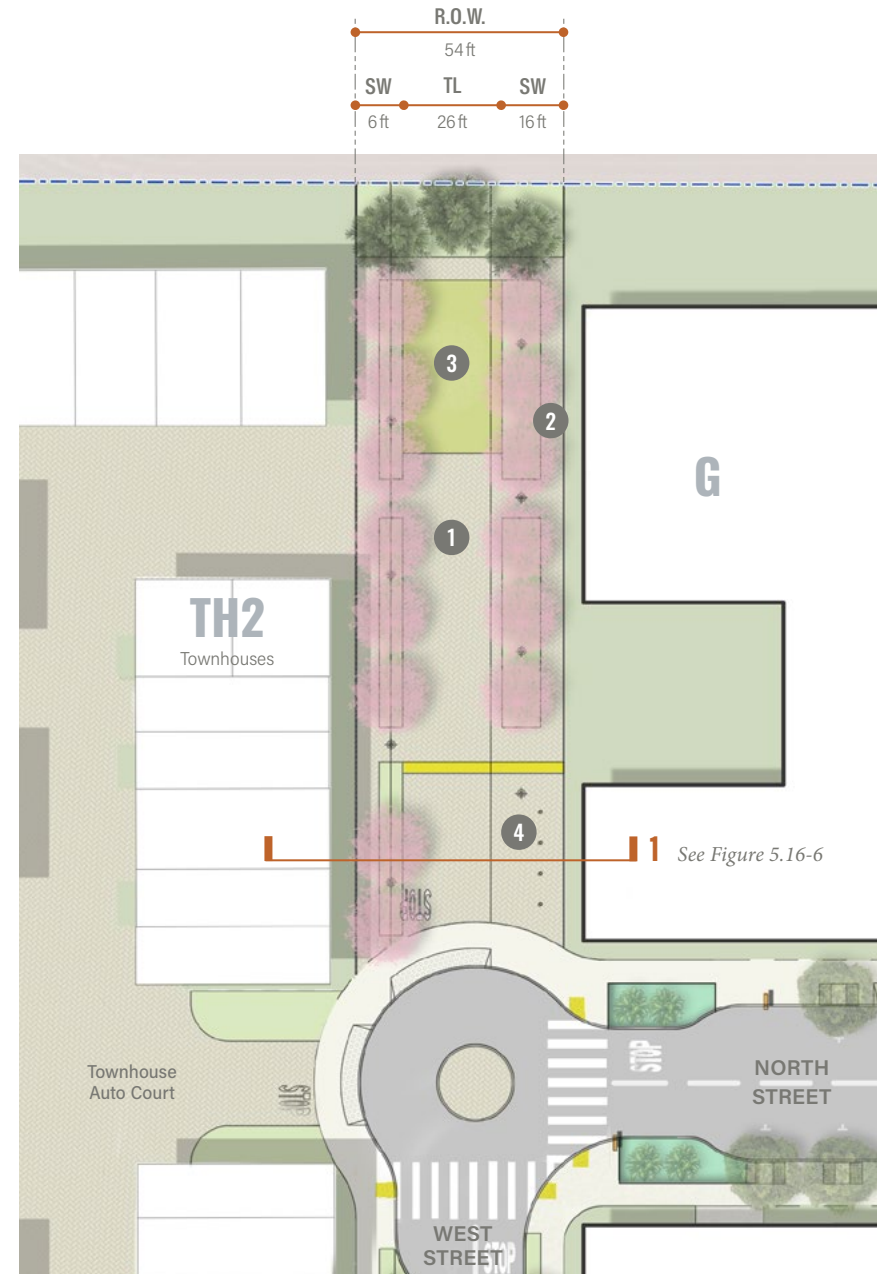 R.O.W.
54 ft
SW TL SW
6 ft 26 ft 16 ft
3
2
G
1
TH2
Townhouses
4
1 See Figure 5.16-6
STOP
Townhouse
Auto Court
STOP
STOP
NORTH
STREET
WEST
STREET
STOP